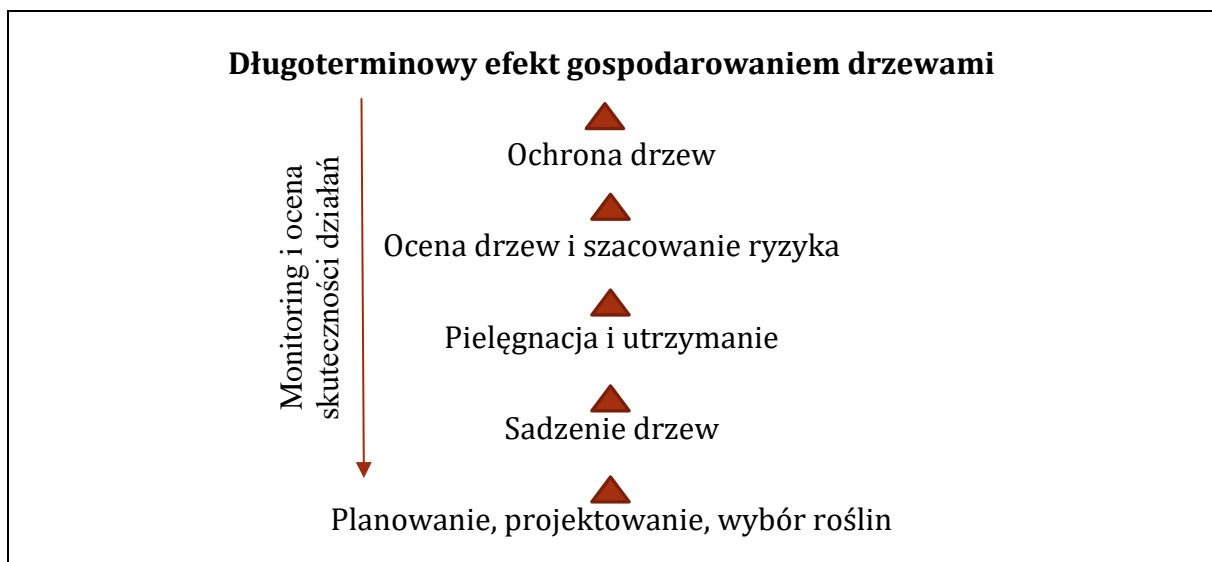 Długoterminowy efekt gospodarowaniem drzewami
Monitoring i ocena
skuteczności działań
Ochrona drzew
Ocena drzew i szacowanie ryzyka
Pielęgnacja i utrzymanie
Sadzenie drzew
Planowanie, projektowanie, wybór roślin